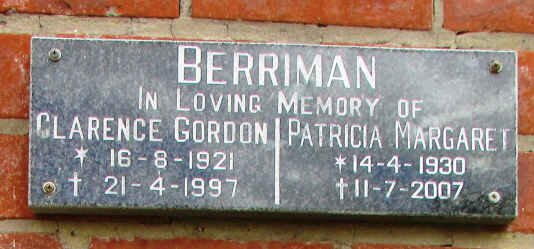 BERRIMAN
IN LOVING MEMORY OF
CLARENCE GORDON PATRICIA MARGARET
* 16-8-1921 *14-4-1930
† 21-4-1997 †11-7-2007